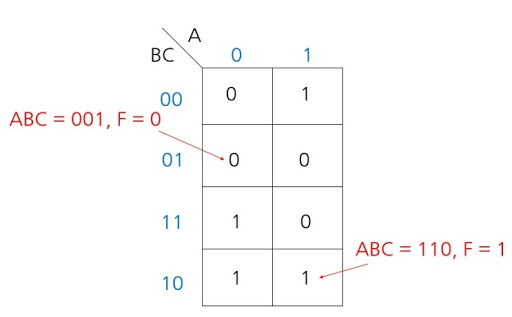 A
BC 0 1
00 0 1
ABC = 001, F = 0
01 0 0
11 1 0
ABC = 110, F = 1
10 1 1